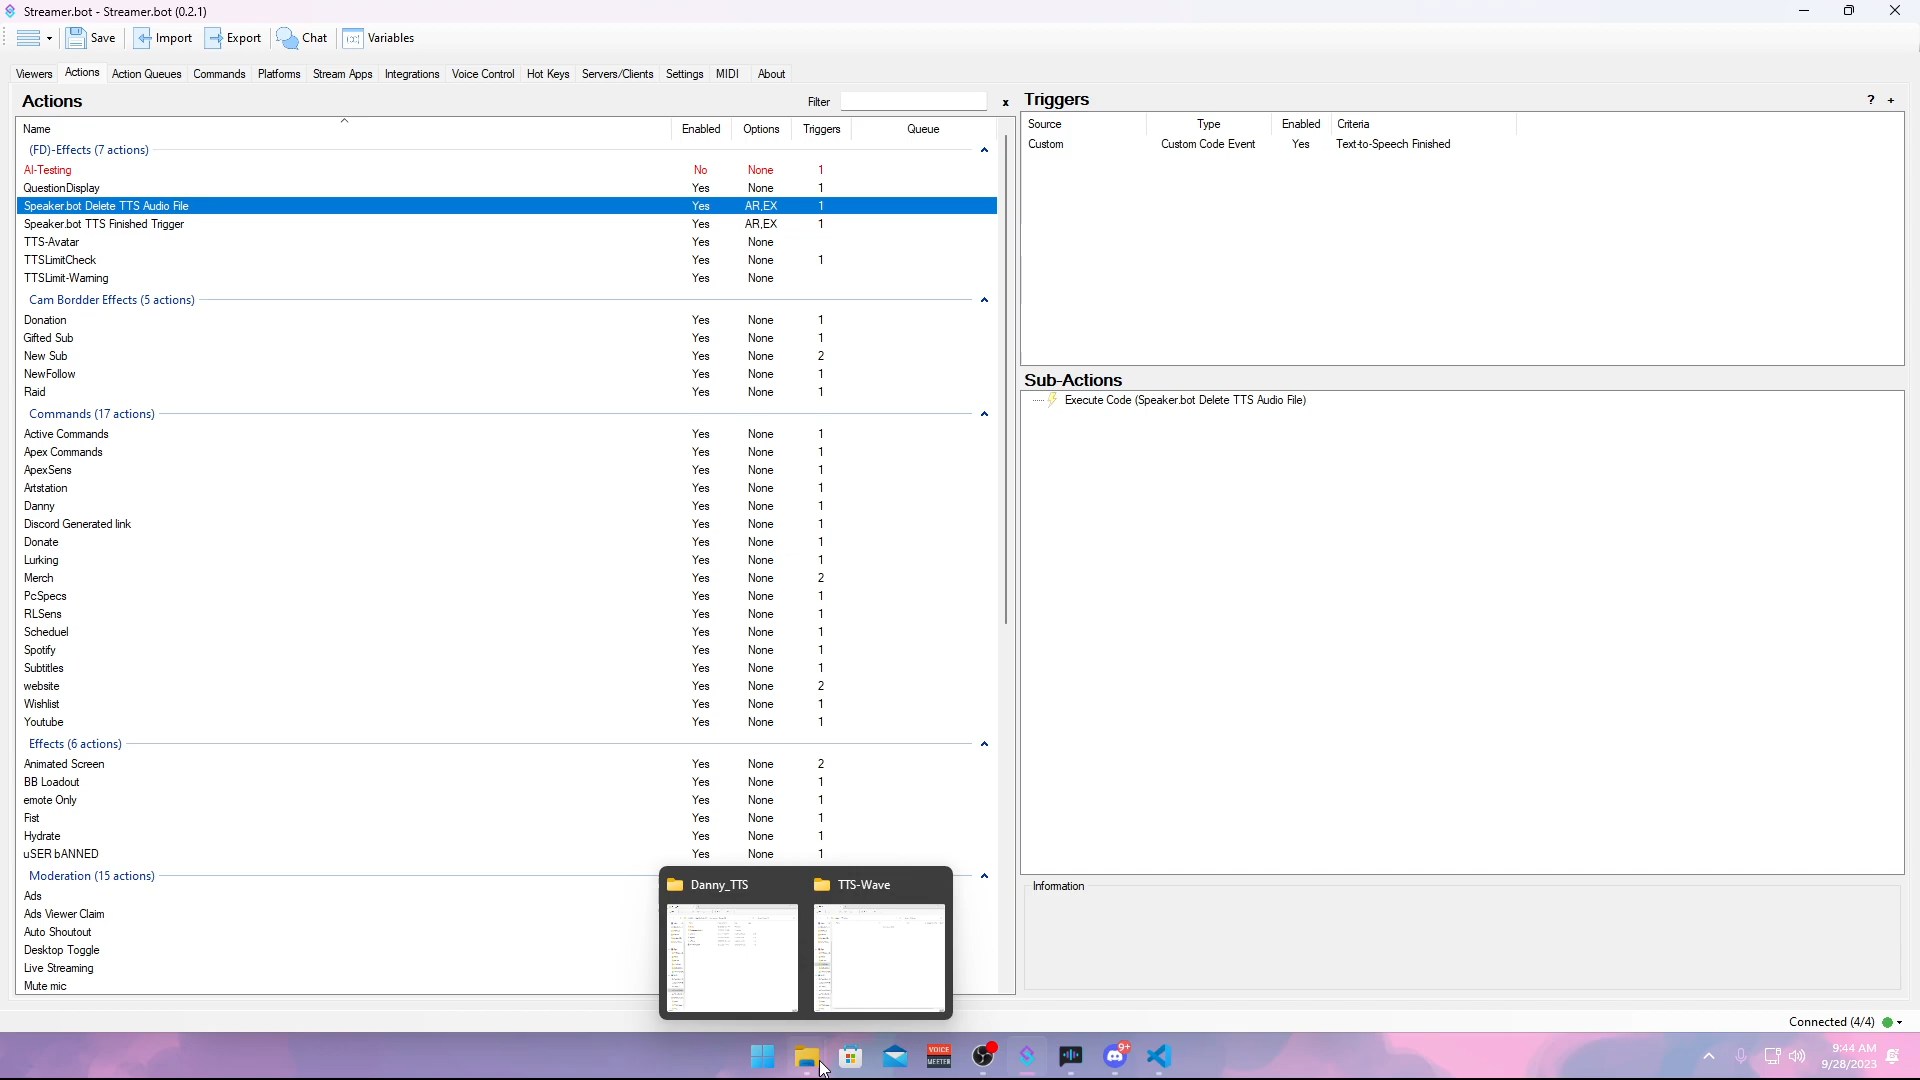 Streamer.bot - Streamer.bot (0.2.1)
Save Import Export Chat Variables
Viewers Actions Action Queues Commands Platforms Stream Apps Integrations Voice Control Hot Keys Servers/Clients Settings MIDI About
Actions Filter x
Name Enabled Options Triggers Queue
(FD)-Effects (7 actions)
AI-Testing No None 1
QuestionDisplay Yes None 1
Speaker.bot Delete TTS Audio File Yes AR,EX 1
Speaker.bot TTS Finished Trigger Yes AR,EX 1
TTS-Avatar Yes None
TTSLimitCheck Yes None 1
TTSLimit-Warning Yes None
Cam Bordder Effects (5 actions)
Donation Yes None 1
Gifted Sub Yes None 1
New Sub Yes None 2
NewFollow Yes None 1
Raid Yes None 1
Commands (17 actions)
Active Commands Yes None 1
Apex Commands Yes None 1
ApexSens Yes None 1
Artstation Yes None 1
Danny Yes None 1
Discord Generated link Yes None 1
Donate Yes None 1
Lurking Yes None 1
Merch Yes None 2
PcSpecs Yes None 1
RLSens Yes None 1
Scheduel Yes None 1
Spotify Yes None 1
Subtitles Yes None 1
website Yes None 2
Wishlist Yes None 1
Youtube Yes None 1
Effects (6 actions)
Animated Screen Yes None 2
BB Loadout Yes None 1
emote Only Yes None 1
Fist Yes None 1
Hydrate Yes None 1
uSER bANNED Yes None 1
Moderation (15 actions)
Ads
Ads Viewer Claim
Auto Shoutout
Desktop Toggle
Live Streaming
Mute mic
Triggers ? +
Source Type Enabled Criteria
Custom Custom Code Event Yes Text-to-Speech Finished
Sub-Actions
Execute Code (Speaker.bot Delete TTS Audio File)
Information
Danny_TTS TTS-Wave
Connected (4/4)
VOICE
MEETER
9+
9:44 AM
9/28/2023